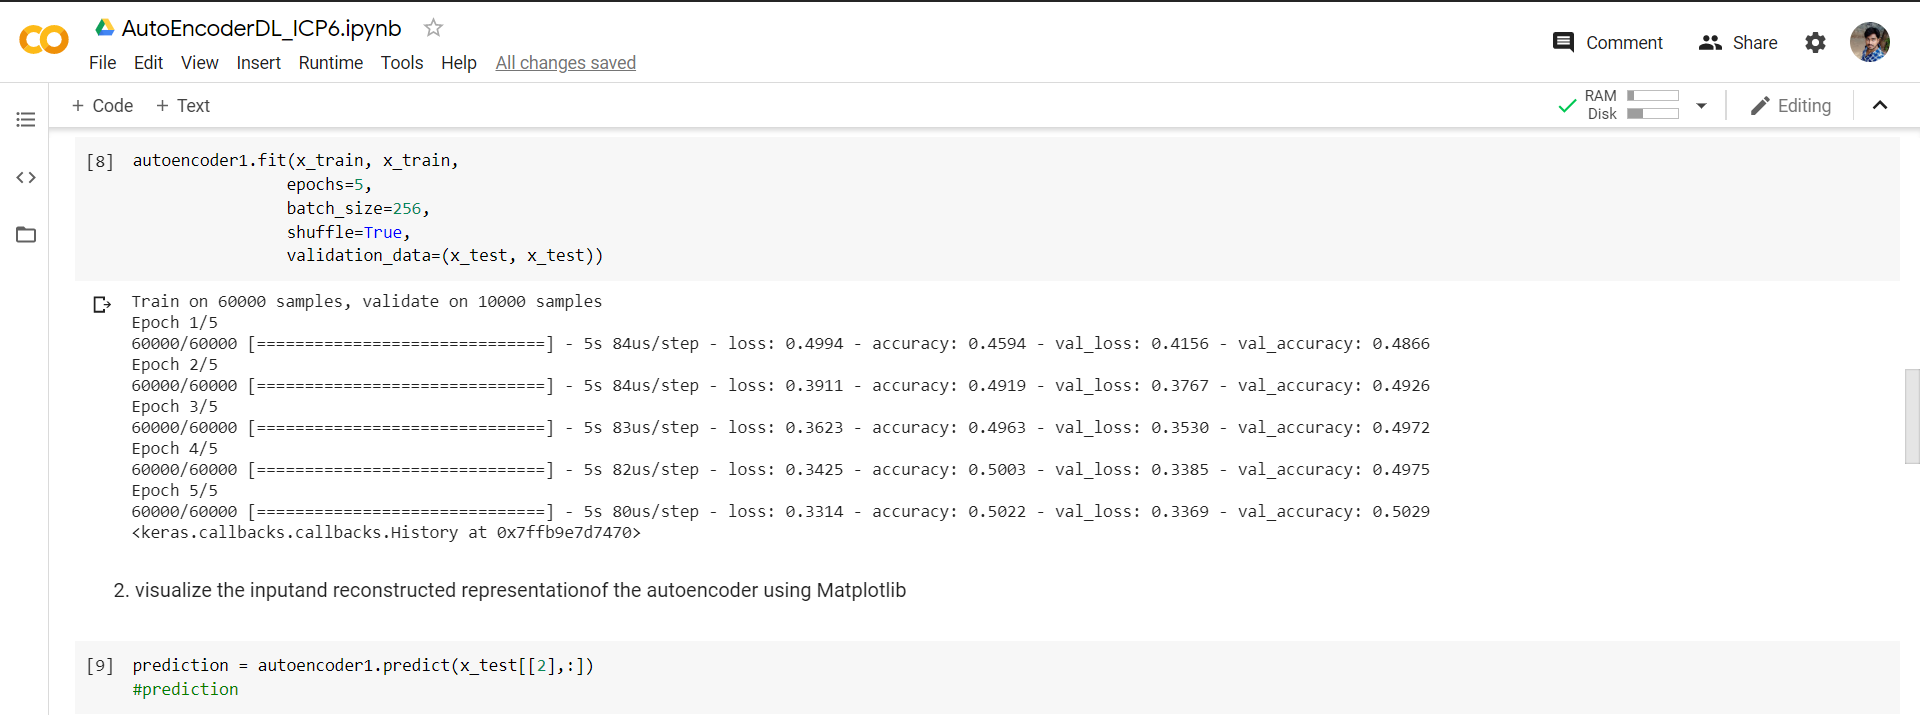 AutoEncoderDL_ICP6.ipynb
File Edit View Insert Runtime Tools Help All changes saved
Comment Share
+ Code + Text
RAM
Disk
Editing
[8] autoencoder1.fit(x_train, x_train,
epochs=5,
batch_size=256,
shuffle=True,
validation_data=(x_test, x_test))
Train on 60000 samples, validate on 10000 samples
Epoch 1/5
60000/60000 [==============================] - 5s 84us/step - loss: 0.4994 - accuracy: 0.4594 - val_loss: 0.4156 - val_accuracy: 0.4866
Epoch 2/5
60000/60000 [==============================] - 5s 84us/step - loss: 0.3911 - accuracy: 0.4919 - val_loss: 0.3767 - val_accuracy: 0.4926
Epoch 3/5
60000/60000 [==============================] - 5s 83us/step - loss: 0.3623 - accuracy: 0.4963 - val_loss: 0.3530 - val_accuracy: 0.4972
Epoch 4/5
60000/60000 [==============================] - 5s 82us/step - loss: 0.3425 - accuracy: 0.5003 - val_loss: 0.3385 - val_accuracy: 0.4975
Epoch 5/5
60000/60000 [==============================] - 5s 80us/step - loss: 0.3314 - accuracy: 0.5022 - val_loss: 0.3369 - val_accuracy: 0.5029
<keras.callbacks.callbacks.History at 0x7ffb9e7d7470>
2. visualize the inputand reconstructed representationof the autoencoder using Matplotlib
[9] prediction = autoencoder1.predict(x_test[[2],:])
#prediction